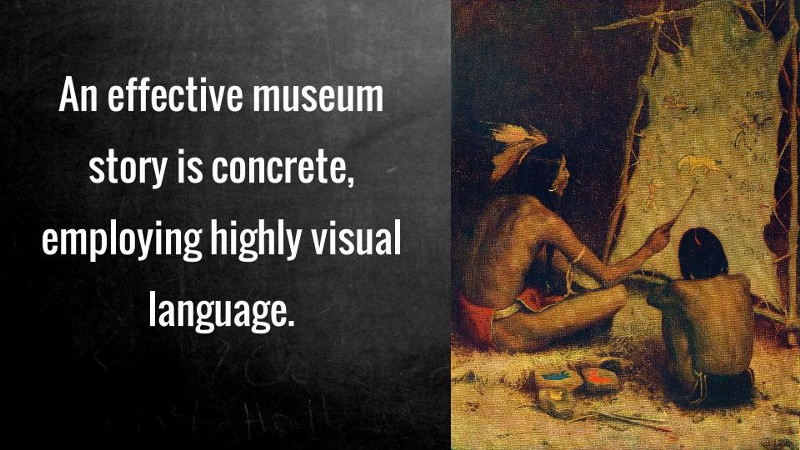 An effective museum
story is concrete,
employing highly visual
language.